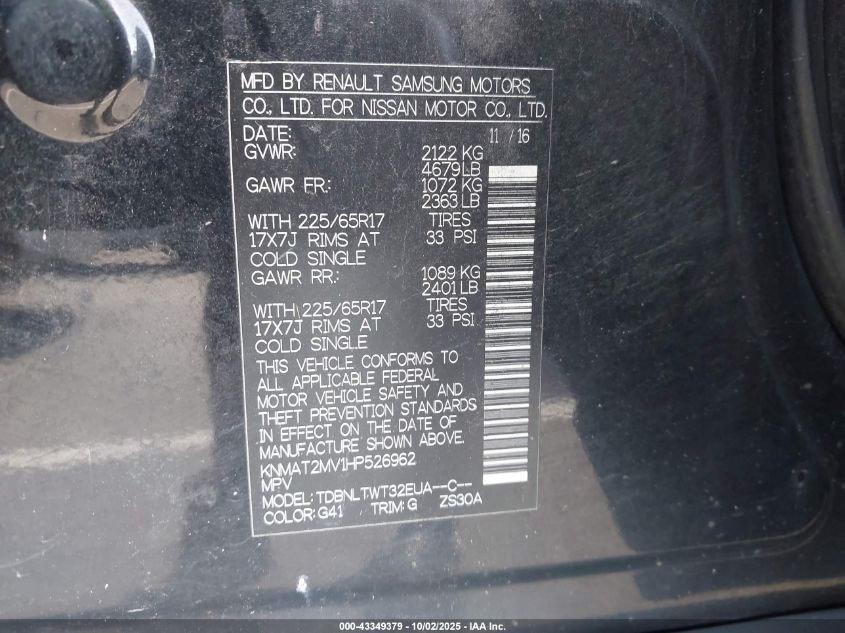 MFD BY RENAULT SAMSUNG MOTORS
CO., LTD. FOR NISSAN MOTOR CO., LTD.
DATE: 11 / 16
GVWR: 2122 KG
4679 LB
GAWR FR.: 1072 KG
2363 LB
WITH 225/65R17 TIRES
17X7J RIMS AT 33 PSI
COLD SINGLE
GAWR RR.: 1089 KG
2401 LB
WITH 225/65R17 TIRES
17X7J RIMS AT 33 PSI
COLD SINGLE
THIS VEHICLE CONFORMS TO
ALL APPLICABLE FEDERAL
MOTOR VEHICLE SAFETY AND
THEFT PREVENTION STANDARDS
IN EFFECT ON THE DATE OF
MANUFACTURE SHOWN ABOVE.
KNMAT2MV1HP526962
MPV
MODEL: TDBNLTWT32EUA--C--
COLOR: G41 TRIM: G ZS30A
000-43349379 - 10/02/2025 - IAA Inc.